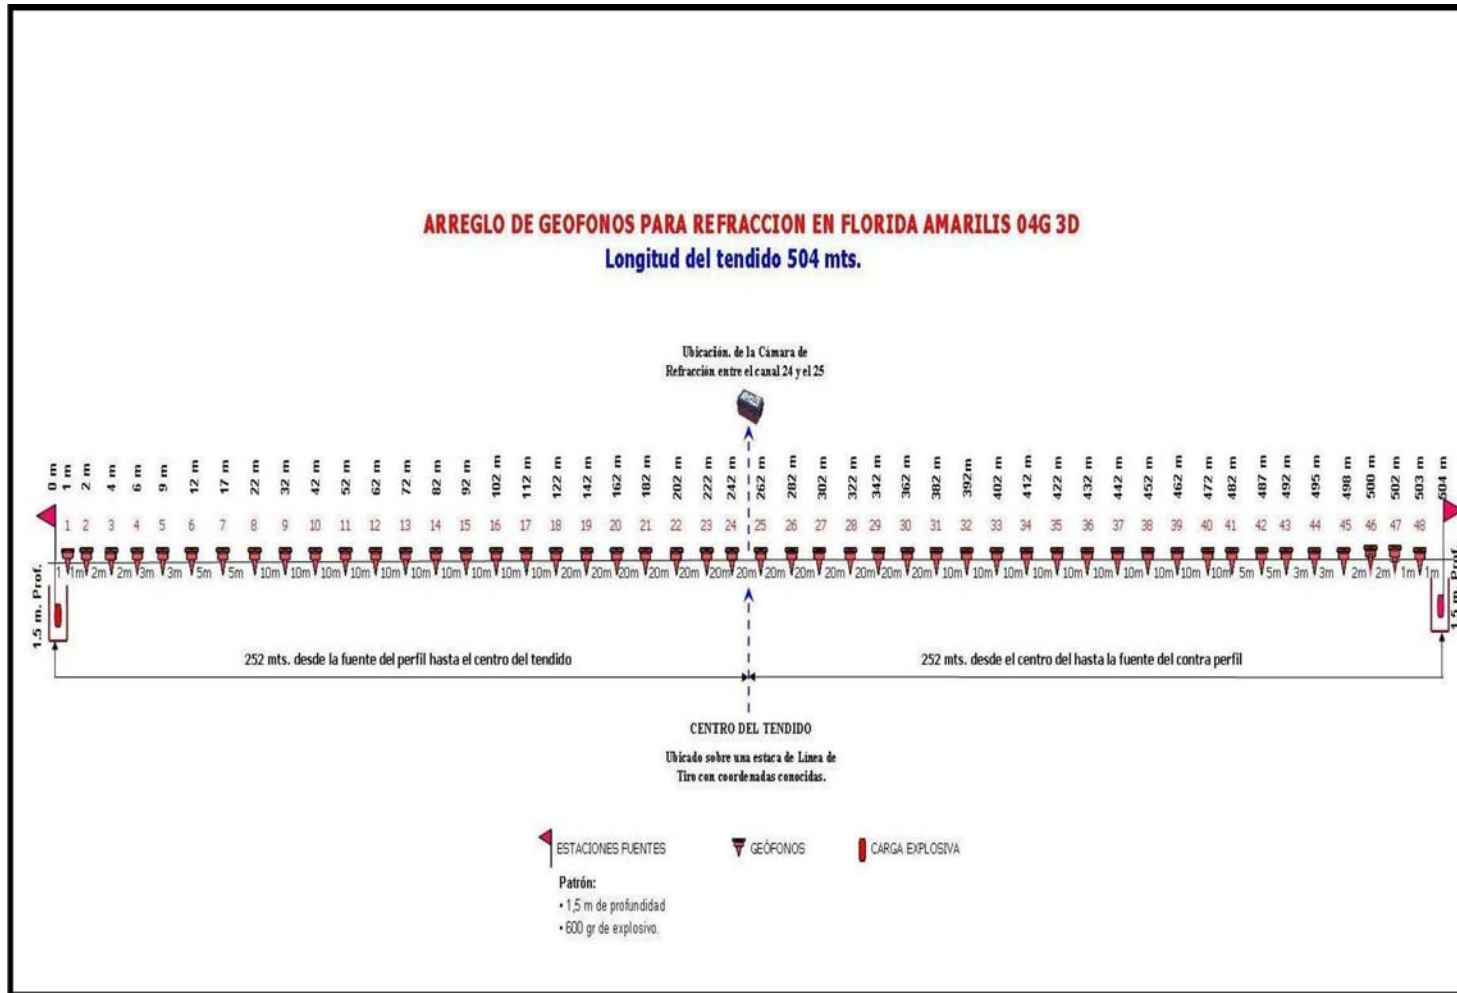 ARREGLO DE GEOFONOS PARA REFRACCION EN FLORIDA AMARILIS 04G 3D
Longitud del tendido 504 mts.
Ubicación. de la Cámara de
Refracción entre el canal 24 y el 25
0 m 1 m 2 m 4 m 6 m 9 m 12 m 17 m 22 m 32 m 42 m 52 m 62 m 72 m 82 m 92 m 102 m 112 m 122 m 142 m 162 m 182 m 202 m 222 m 242 m 262 m 282 m 302 m 322 m 342 m 362 m 382 m 392m 402 m 412 m 422 m 432 m 442 m 452 m 462 m 472 m 482 m 487 m 492 m 495 m 498 m 500 m 502 m 503 m 504 m
1 2 3 4 5 6 7 8 9 10 11 12 13 14 15 16 17 18 19 20 21 22 23 24 25 26 27 28 29 30 31 32 33 34 35 36 37 38 39 40 41 42 43 44 45 46 47 48
1 1m 2m 2m 3m 3m 5m 5m 10m 10m 10m 10m 10m 10m 10m 10m 10m 10m 20m 20m 20m 20m 20m 20m 20m 20m 20m 20m 20m 20m 20m 10m 10m 10m 10m 10m 10m 10m 10m 10m 10m 5m 5m 3m 3m 2m 2m 1m 1m
1.5 m. Prof.
1.5 m. Prof
252 mts. desde la fuente del perfil hasta el centro del tendido
252 mts. desde el centro del hasta la fuente del contra perfil
CENTRO DEL TENDIDO
Ubicado sobre una estaca de Línea de
Tiro con coordenadas conocidas.
ESTACIONES FUENTES
GEÓFONOS
CARGA EXPLOSIVA
Patrón:
• 1,5 m de profundidad
• 600 gr de explosivo.